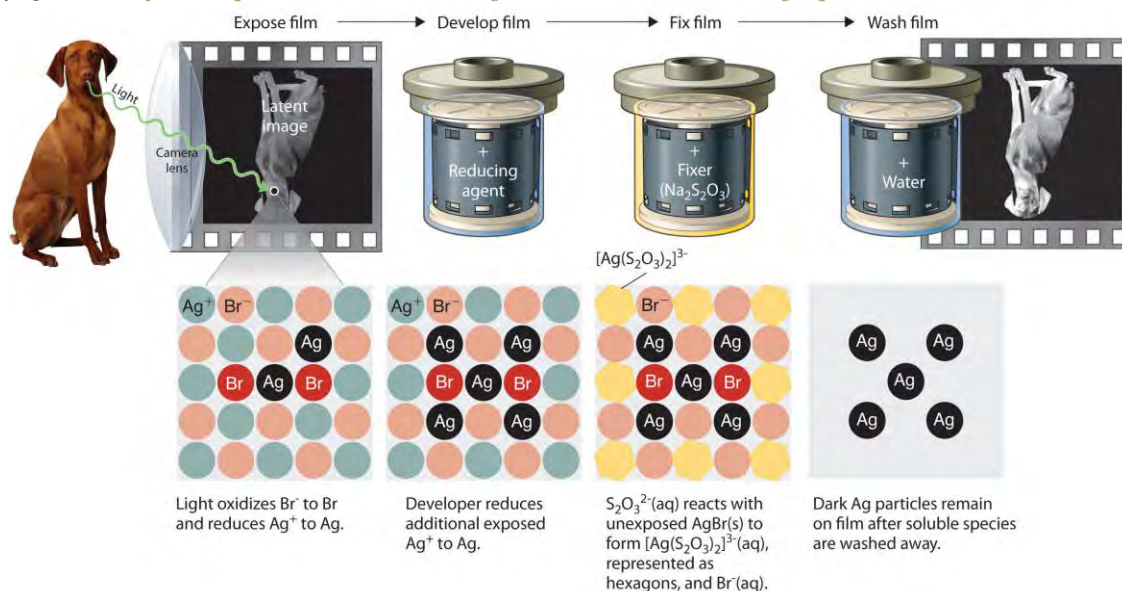 Expose film
Develop film
Fix film
Wash film
Light
Camera
lens
Latent
image
+
Reducing
agent
+
Fixer
(Na₂S₂O₃)
+
Water
[Ag(S₂O₃)₂]³⁻
Ag⁺ Br⁻
Ag
Br Ag Br
Ag⁺ Br⁻
Ag Ag
Br Ag Br
Ag Ag
Br⁻
Ag Ag
Br Ag Br
Ag Ag
Ag Ag
Ag
Ag Ag
Light oxidizes Br⁻ to Br
and reduces Ag⁺ to Ag.
Developer reduces
additional exposed
Ag⁺ to Ag.
S₂O₃²⁻(aq) reacts with
unexposed AgBr(s) to
form [Ag(S₂O₃)₂]³⁻(aq),
represented as
hexagons, and Br⁻(aq).
Dark Ag particles remain
on film after soluble species
are washed away.